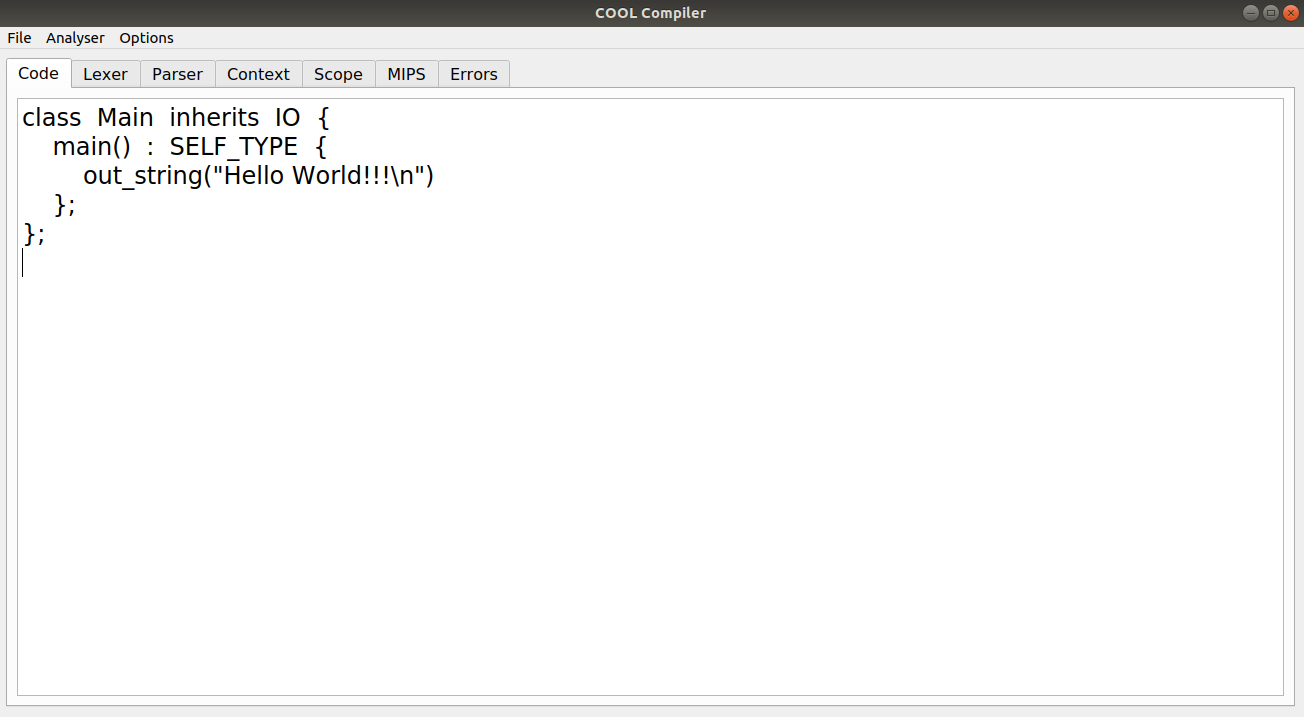 COOL Compiler
File Analyser Options
Code Lexer Parser Context Scope MIPS Errors
class Main inherits IO {
main() : SELF_TYPE {
out_string("Hello World!!!\n")
};
};